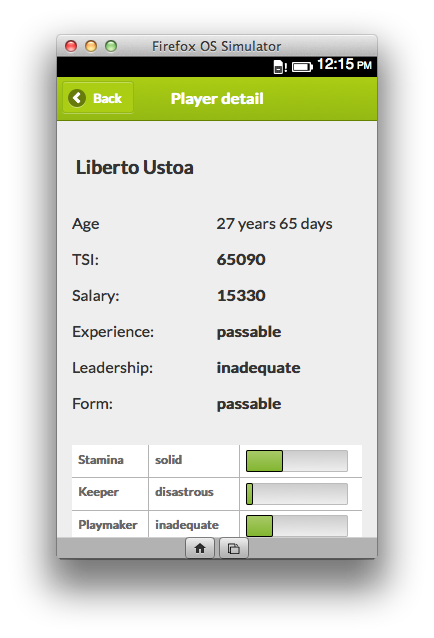 Firefox OS Simulator
12:15 PM
Back
Player detail
Liberto Ustoa
Age 27 years 65 days
TSI: 65090
Salary: 15330
Experience: passable
Leadership: inadequate
Form: passable
Stamina solid
Keeper disastrous
Playmaker inadequate